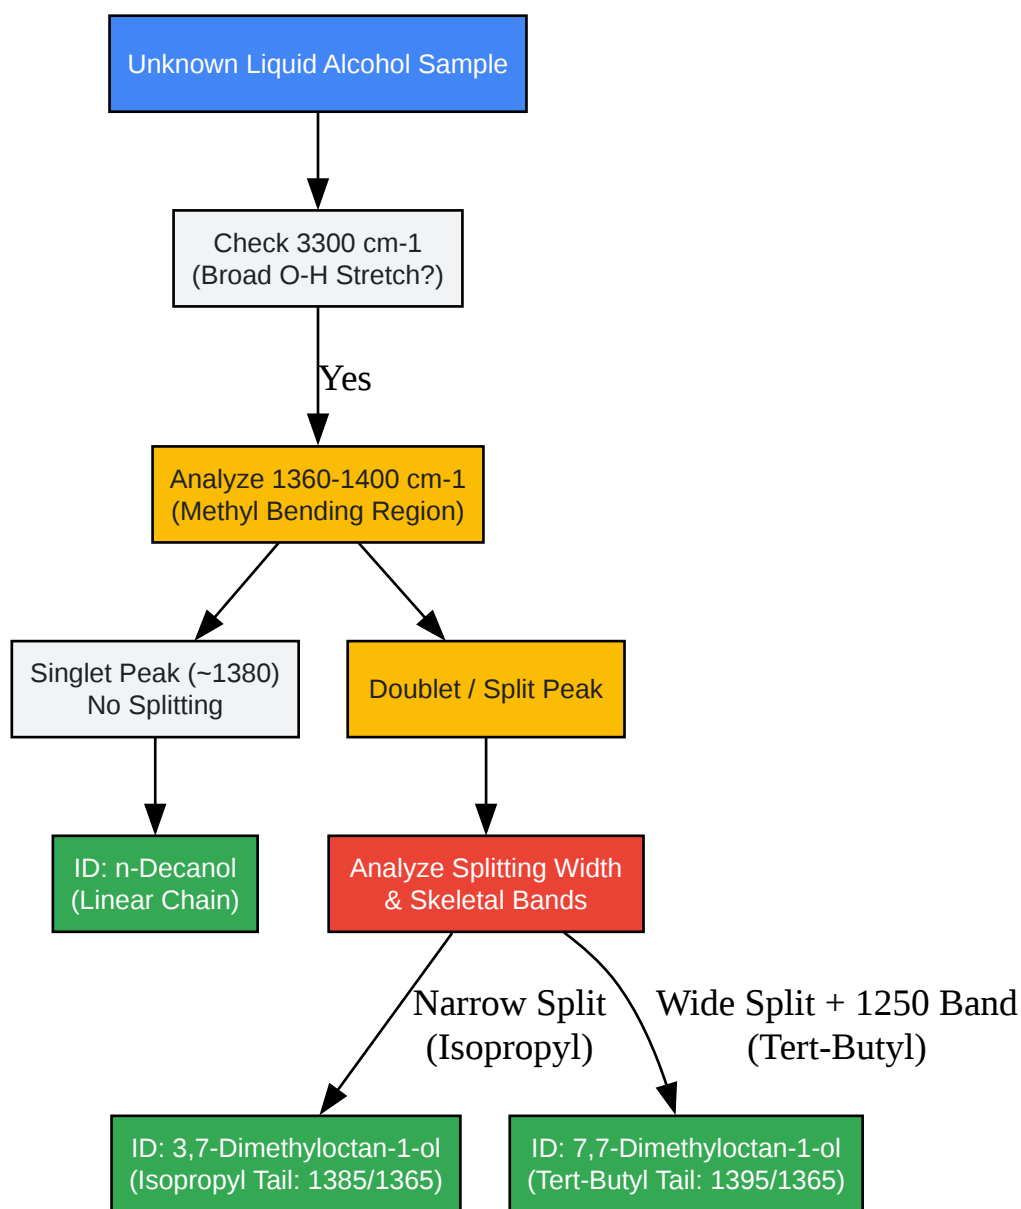 Unknown Liquid Alcohol Sample
Check 3300 cm-1
(Broad O-H Stretch?)
Yes
Analyze 1360-1400 cm-1
(Methyl Bending Region)
Singlet Peak (~1380)
No Splitting
Doublet / Split Peak
ID: n-Decanol
(Linear Chain)
Analyze Splitting Width
& Skeletal Bands
Narrow Split
(Isopropyl)
Wide Split + 1250 Band
(Tert-Butyl)
ID: 3,7-Dimethyloctan-1-ol
(Isopropyl Tail: 1385/1365)
ID: 7,7-Dimethyloctan-1-ol
(Tert-Butyl Tail: 1395/1365)